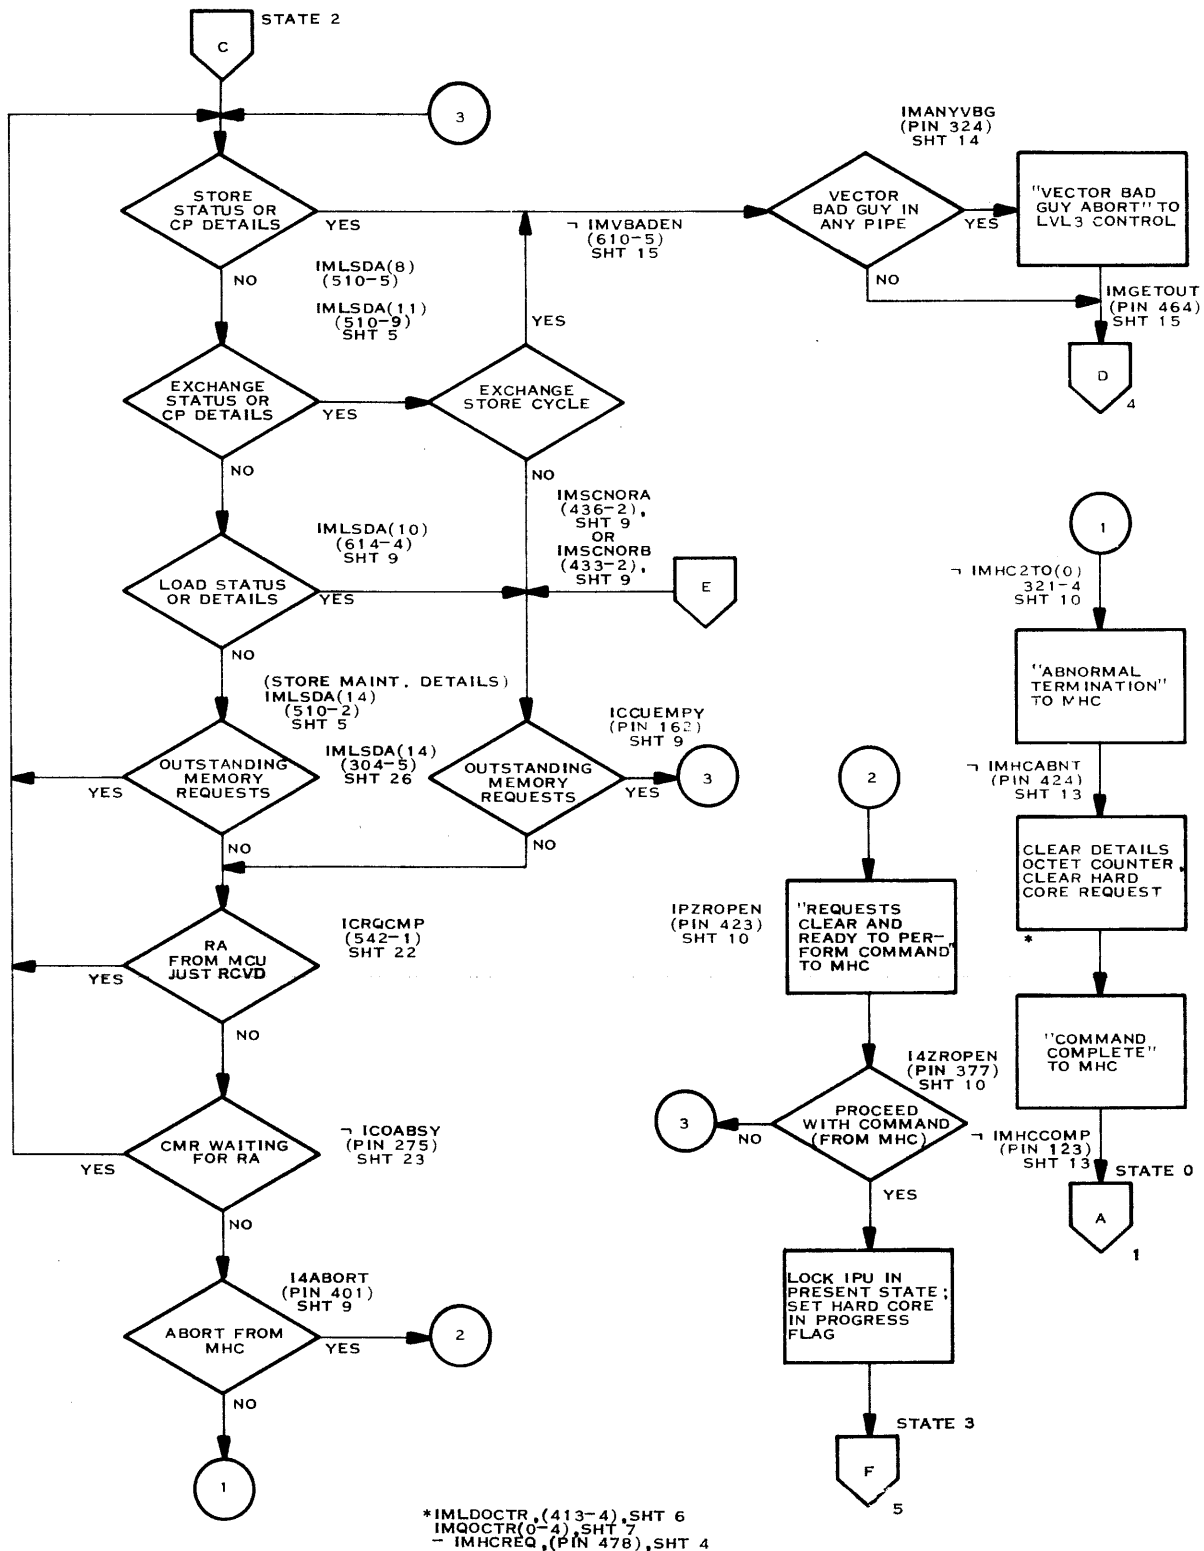 STATE 2
C
3
STORE
STATUS OR
CP DETAILS
YES
NO
¬ IMVBADEN
(610-5)
SHT 15
IMANYVBG
(PIN 324)
SHT 14
VECTOR
BAD GUY IN
ANY PIPE
YES
NO
"VECTOR BAD
GUY ABORT" TO
LVL3 CONTROL
IMGETOUT
(PIN 464)
SHT 15
D
4
IMLSDA(8)
(510-5)
IMLSDA(11)
(510-9)
SHT 5
YES
EXCHANGE
STATUS OR
CP DETAILS
YES
NO
EXCHANGE
STORE CYCLE
NO
IMSCNORA
(436-2),
SHT 9
OR
IMSCNORB
(433-2),
SHT 9
E
IMLSDA(10)
(614-4)
SHT 9
LOAD STATUS
OR DETAILS
YES
NO
(STORE MAINT. DETAILS)
IMLSDA(14)
(510-2)
SHT 5
IMLSDA(14)
(304-5)
SHT 26
OUTSTANDING
MEMORY
REQUESTS
YES
NO
OUTSTANDING
MEMORY
REQUESTS
YES
NO
ICCUEMPY
(PIN 162)
SHT 9
3
RA
FROM MCU
JUST RCVD
YES
NO
ICRQCMP
(542-1)
SHT 22
CMR WAITING
FOR RA
YES
NO
¬ ICOABSY
(PIN 275)
SHT 23
I4ABORT
(PIN 401)
SHT 9
ABORT FROM
MHC
YES
NO
2
1
2
IPZROPEN
(PIN 423)
SHT 10
"REQUESTS
CLEAR AND
READY TO PER-
FORM COMMAND"
TO MHC
I4ZROPEN
(PIN 377)
SHT 10
PROCEED
WITH COMMAND
(FROM MHC)
NO
3
YES
LOCK IPU IN
PRESENT STATE;
SET HARD CORE
IN PROGRESS
FLAG
STATE 3
F
5
1
¬ IMHC2TO(0)
321-4
SHT 10
"ABNORMAL
TERMINATION"
TO MHC
¬ IMHCABNT
(PIN 424)
SHT 13
CLEAR DETAILS
OCTET COUNTER,
CLEAR HARD
CORE REQUEST
*
"COMMAND
COMPLETE"
TO MHC
¬ IMHCCOMP
(PIN 123)
SHT 13
STATE 0
A
1
*IMLDOCTR,(413-4),SHT 6
IMQOCTR(0-4),SHT 7
¬ IMHCREQ,(PIN 478),SHT 4